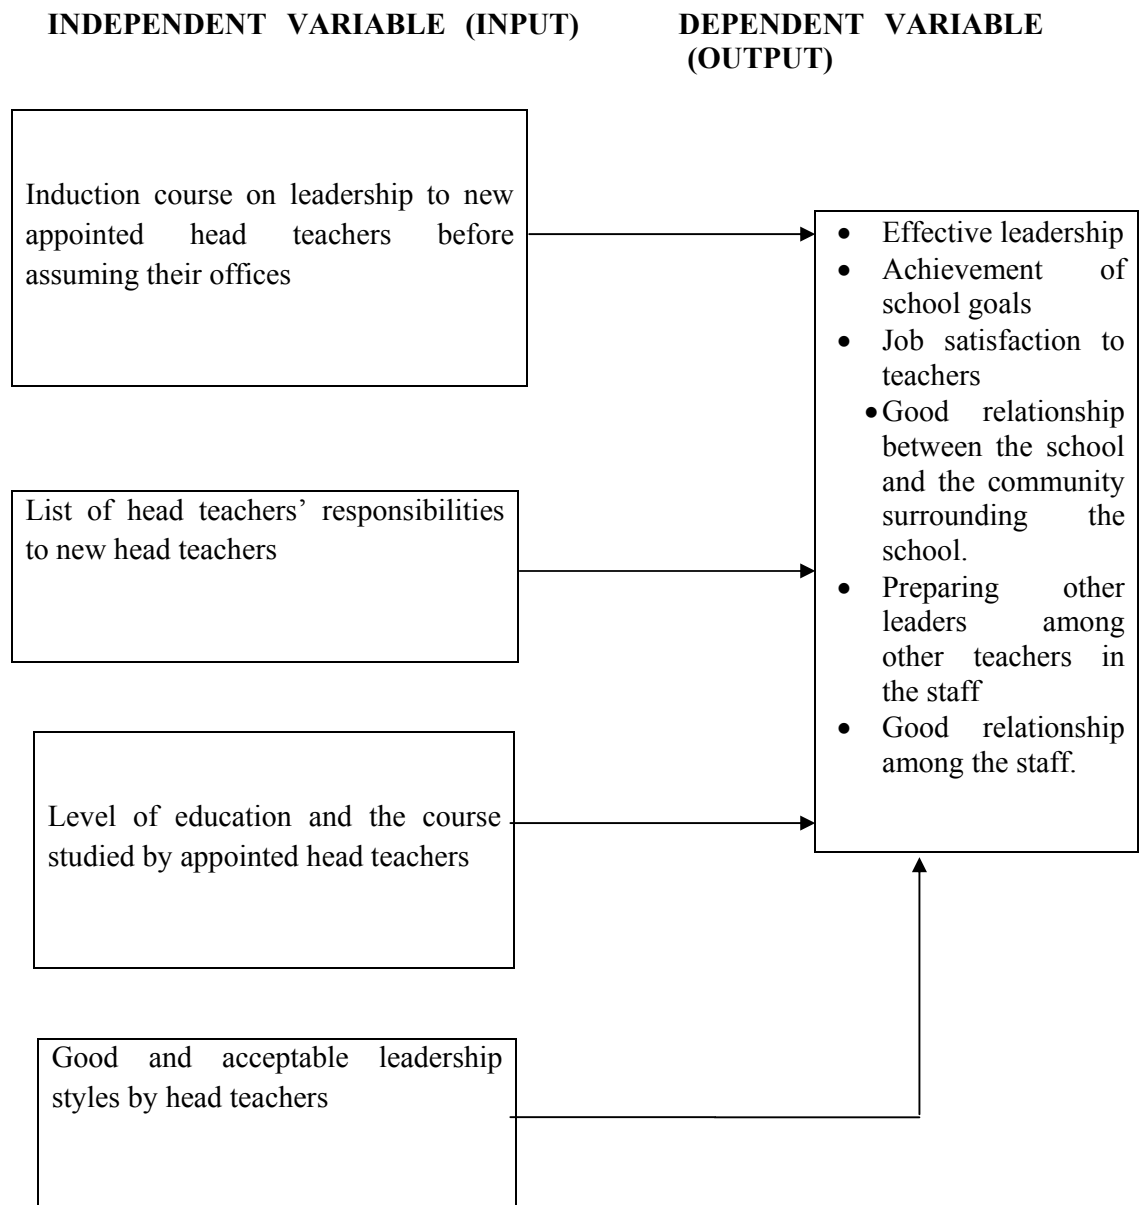 INDEPENDENT VARIABLE (INPUT)
DEPENDENT VARIABLE
(OUTPUT)
Induction course on leadership to new
appointed head teachers before
assuming their offices
List of head teachers’ responsibilities
to new head teachers
Level of education and the course
studied by appointed head teachers
Good and acceptable leadership
styles by head teachers
• Effective leadership
• Achievement of
school goals
• Job satisfaction to
teachers
• Good relationship
between the school
and the community
surrounding the
school.
• Preparing other
leaders among
other teachers in
the staff
• Good relationship
among the staff.